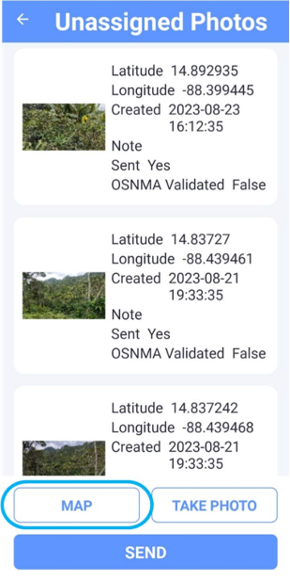 Unassigned Photos
Latitude 14.892935
Longitude -88.399445
Created 2023-08-23
16:12:35
Note
Sent Yes
OSNMA Validated False
Latitude 14.83727
Longitude -88.439461
Created 2023-08-21
19:33:35
Note
Sent Yes
OSNMA Validated False
Latitude 14.837242
Longitude -88.439468
Created 2023-08-21
19:33:35
MAP
TAKE PHOTO
SEND